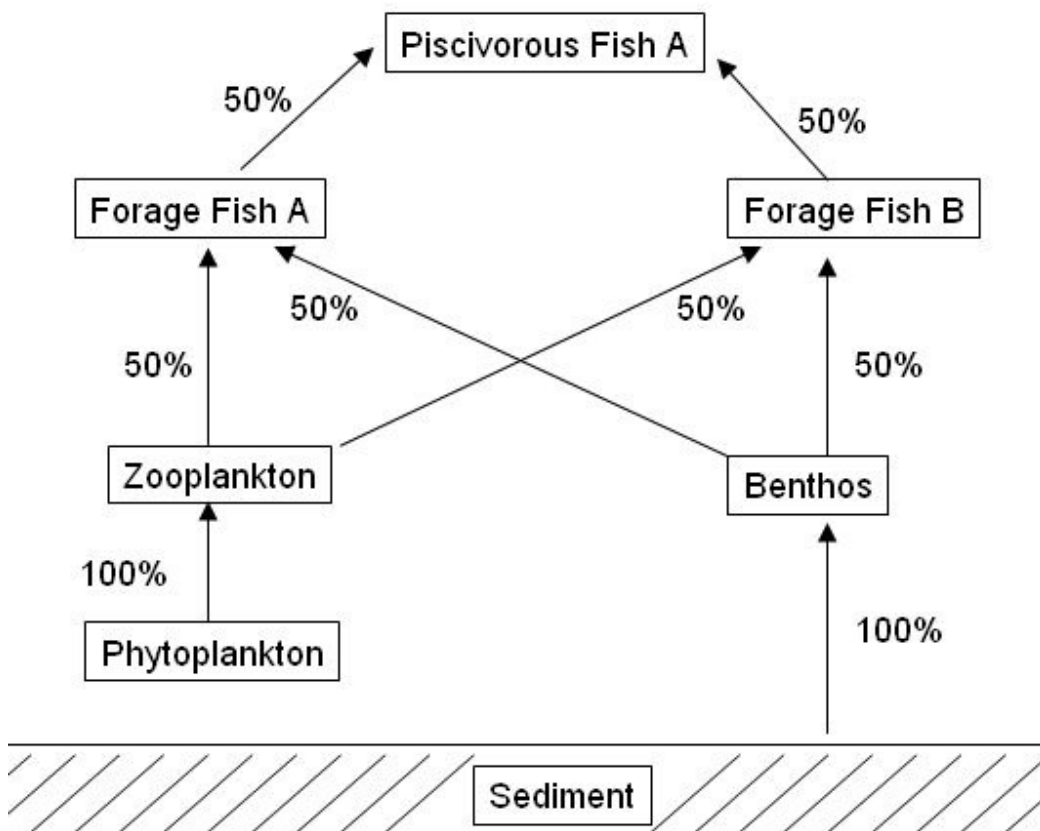 Piscivorous Fish A
50%
50%
Forage Fish A
Forage Fish B
50%
50%
50%
50%
Zooplankton
Benthos
100%
100%
Phytoplankton
Sediment